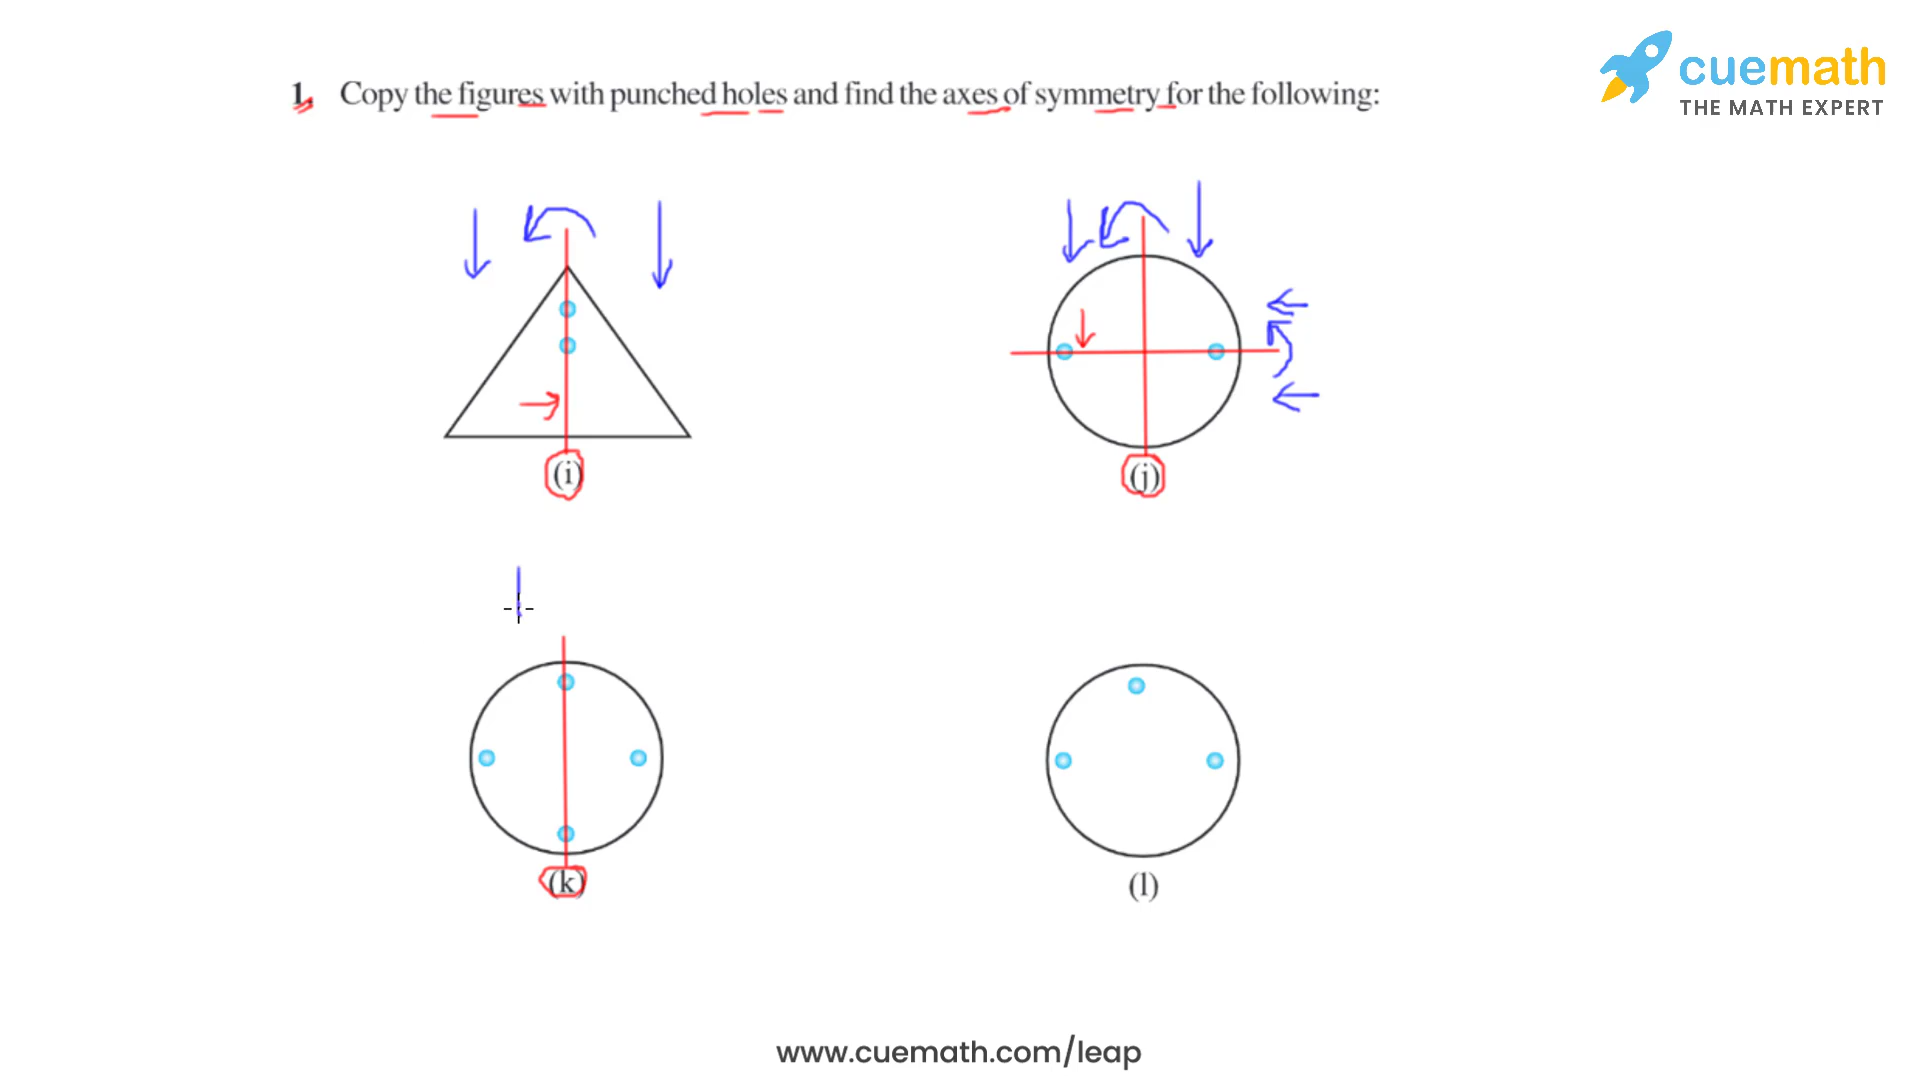 cuemath
THE MATH EXPERT
1. Copy the figures with punched holes and find the axes of symmetry for the following:
(i)
(j)
(k)
(l)
www.cuemath.com/leap